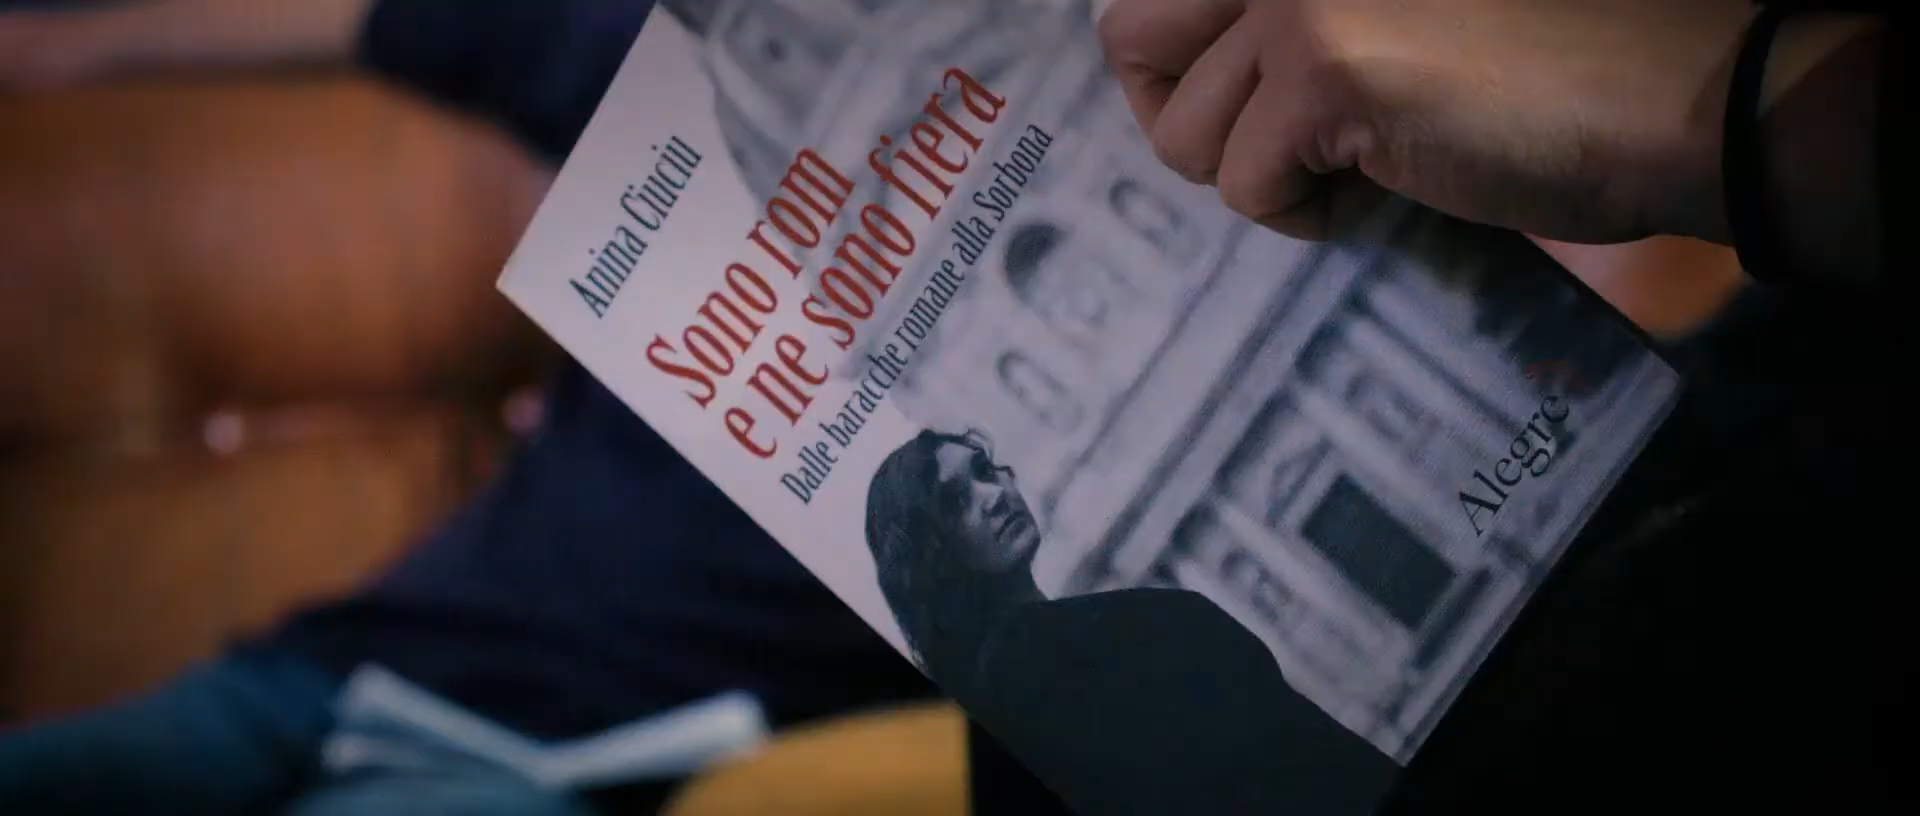 Anina Ciuciu
Sono rom
e ne sono fiera
Dalle baracche romane alla Sorbona
Alegre